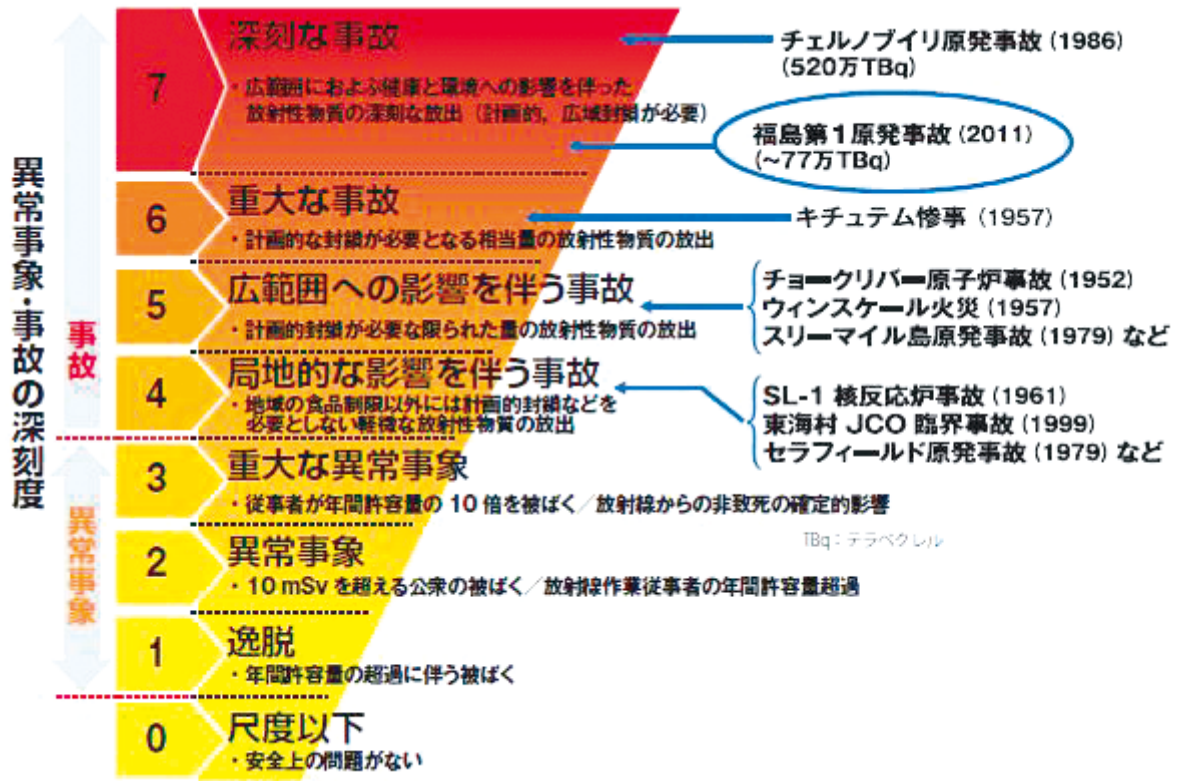 異常事象・事故の深刻度
事故
異常事象
7
深刻な事故
・広範囲におよぶ健康と環境への影響を伴った
放射性物質の深刻な放出（計画的，広域封鎖が必要）
チェルノブイリ原発事故 (1986)
(520万TBq)
福島第1原発事故 (2011)
(~77万TBq)
6
重大な事故
・計画的な封鎖が必要となる相当量の放射性物質の放出
キチュテム惨事 (1957)
5
広範囲への影響を伴う事故
・計画的封鎖が必要な限られた量の放射性物質の放出
チョークリバー原子炉事故 (1952)
ウィンスケール火災 (1957)
スリーマイル島原発事故 (1979) など
4
局地的な影響を伴う事故
・地域の食品制限以外には計画的封鎖などを
必要としない軽微な放射性物質の放出
SL-1 核反応炉事故 (1961)
東海村 JCO 臨界事故 (1999)
セラフィールド原発事故 (1979) など
3
重大な異常事象
・従事者が年間許容量の 10 倍を被ばく／放射線からの非致死の確定的影響
TBq：テラベクレル
2
異常事象
・10 mSv を超える公衆の被ばく／放射線作業従事者の年間許容量超過
1
逸脱
・年間許容量の超過に伴う被ばく
0
尺度以下
・安全上の問題がない